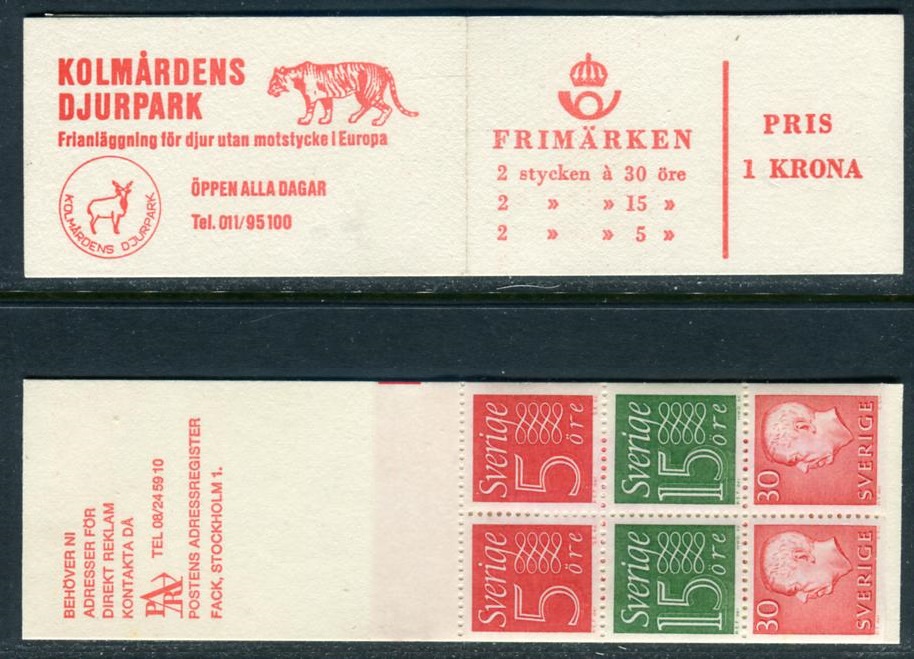 KOLMÅRDENS
DJURPARK
Frianläggning för djur utan motstycke i Europa
KOLMÅRDENS DJURPARK
ÖPPEN ALLA DAGAR
Tel. 011/95100
FRIMÄRKEN
2 stycken à 30 öre
2 » » 15 »
2 » » 5 »
PRIS
1 KRONA
BEHÖVER NI
ADRESSER FÖR
DIREKT REKLAM
KONTAKTA DÅ
PAR TEL 08/24 59 10
POSTENS ADRESSREGISTER
FACK, STOCKHOLM 1.
Sverige
5 öre
Sverige
15 öre
30
SVERIGE
Sverige
5 öre
Sverige
15 öre
30
SVERIGE